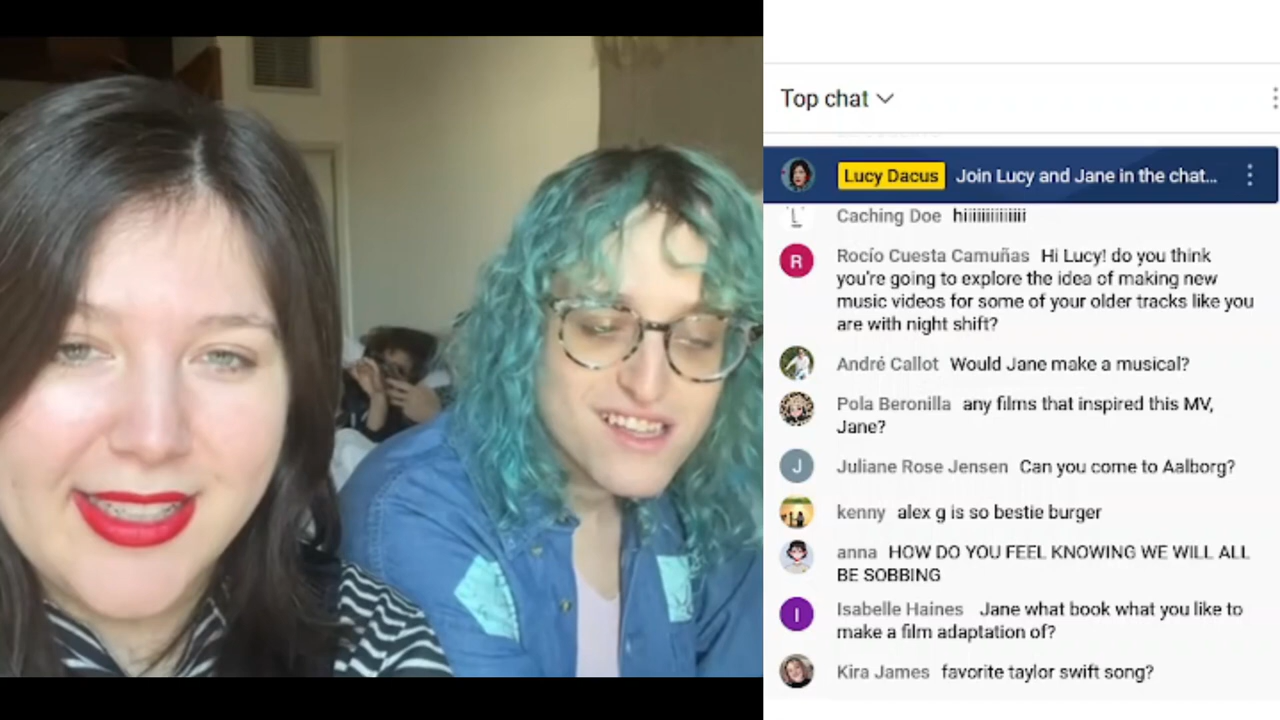 Top chat
Lucy Dacus Join Lucy and Jane in the chat...
Caching Doe hiiiiiiiiiiiiii
R Rocío Cuesta Camuñas Hi Lucy! do you think
you're going to explore the idea of making new
music videos for some of your older tracks like you
are with night shift?
André Callot Would Jane make a musical?
Pola Beronilla any films that inspired this MV,
Jane?
J Juliane Rose Jensen Can you come to Aalborg?
kenny alex g is so bestie burger
anna HOW DO YOU FEEL KNOWING WE WILL ALL
BE SOBBING
I Isabelle Haines Jane what book what you like to
make a film adaptation of?
Kira James favorite taylor swift song?